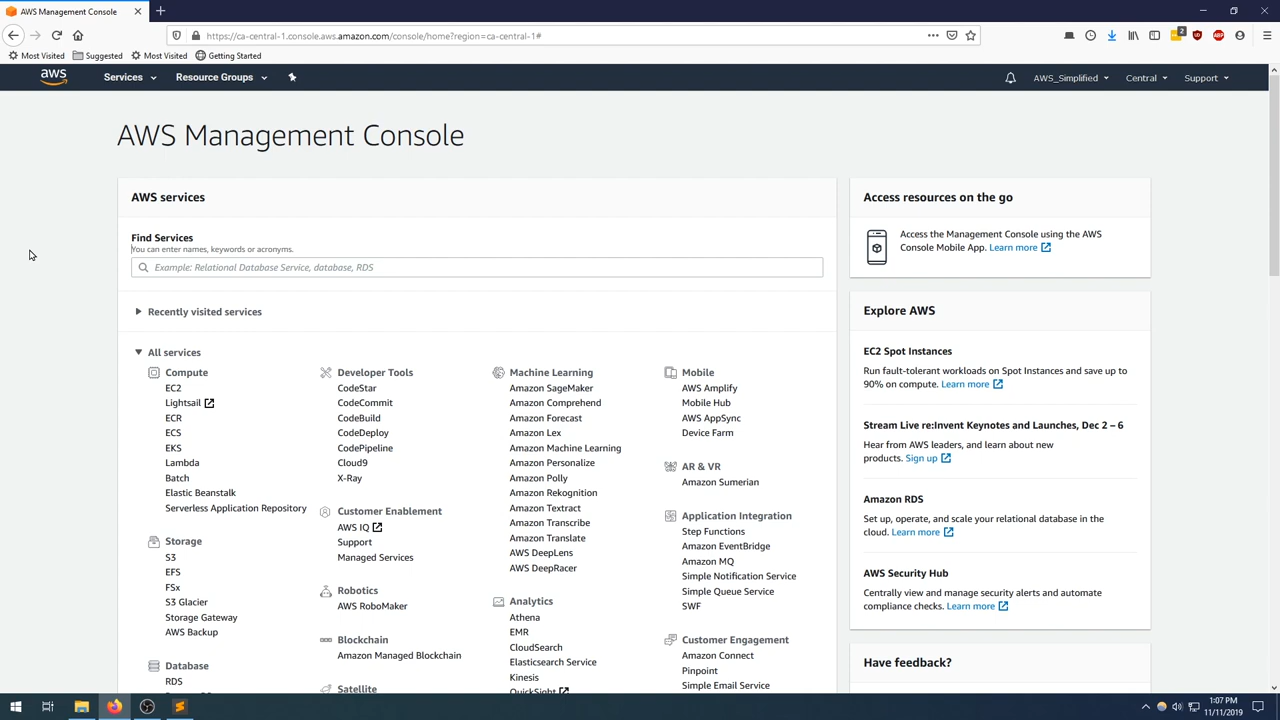 AWS Management Console
https://ca-central-1.console.aws.amazon.com/console/home?region=ca-central-1#
2
Most Visited
Suggested
Most Visited
Getting Started
aws
Services
Resource Groups
AWS_Simplified
Central
Support
AWS Management Console
AWS services
Find Services
You can enter names, keywords or acronyms.
Example: Relational Database Service, database, RDS
Recently visited services
All services
Compute
EC2
Lightsail
ECR
ECS
EKS
Lambda
Batch
Elastic Beanstalk
Serverless Application Repository
Storage
S3
EFS
FSx
S3 Glacier
Storage Gateway
AWS Backup
Database
RDS
Developer Tools
CodeStar
CodeCommit
CodeBuild
CodeDeploy
CodePipeline
Cloud9
X-Ray
Customer Enablement
AWS IQ
Support
Managed Services
Robotics
AWS RoboMaker
Blockchain
Amazon Managed Blockchain
Satellite
Machine Learning
Amazon SageMaker
Amazon Comprehend
Amazon Forecast
Amazon Lex
Amazon Machine Learning
Amazon Personalize
Amazon Polly
Amazon Rekognition
Amazon Textract
Amazon Transcribe
Amazon Translate
AWS DeepLens
AWS DeepRacer
Analytics
Athena
EMR
CloudSearch
Elasticsearch Service
Kinesis
QuickSight
Mobile
AWS Amplify
Mobile Hub
AWS AppSync
Device Farm
AR & VR
Amazon Sumerian
Application Integration
Step Functions
Amazon EventBridge
Amazon MQ
Simple Notification Service
Simple Queue Service
SWF
Customer Engagement
Amazon Connect
Pinpoint
Simple Email Service
Access resources on the go
Access the Management Console using the AWS
Console Mobile App. Learn more
Explore AWS
EC2 Spot Instances
Run fault-tolerant workloads on Spot Instances and save up to
90% on compute. Learn more
Stream Live re:Invent Keynotes and Launches, Dec 2 – 6
Hear from AWS leaders, and learn about new
products. Sign up
Amazon RDS
Set up, operate, and scale your relational database in the
cloud. Learn more
AWS Security Hub
Centrally view and manage security alerts and automate
compliance checks. Learn more
Have feedback?
1:07 PM
11/11/2019